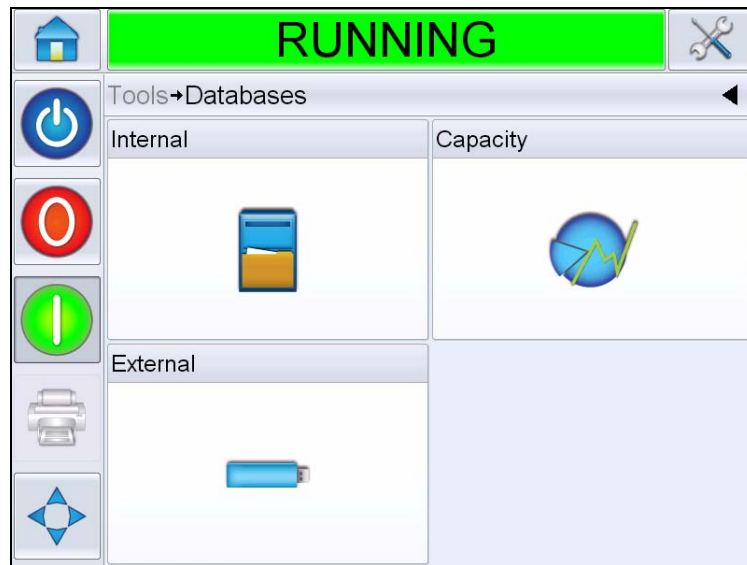 RUNNING
Tools→Databases
Internal
Capacity
External